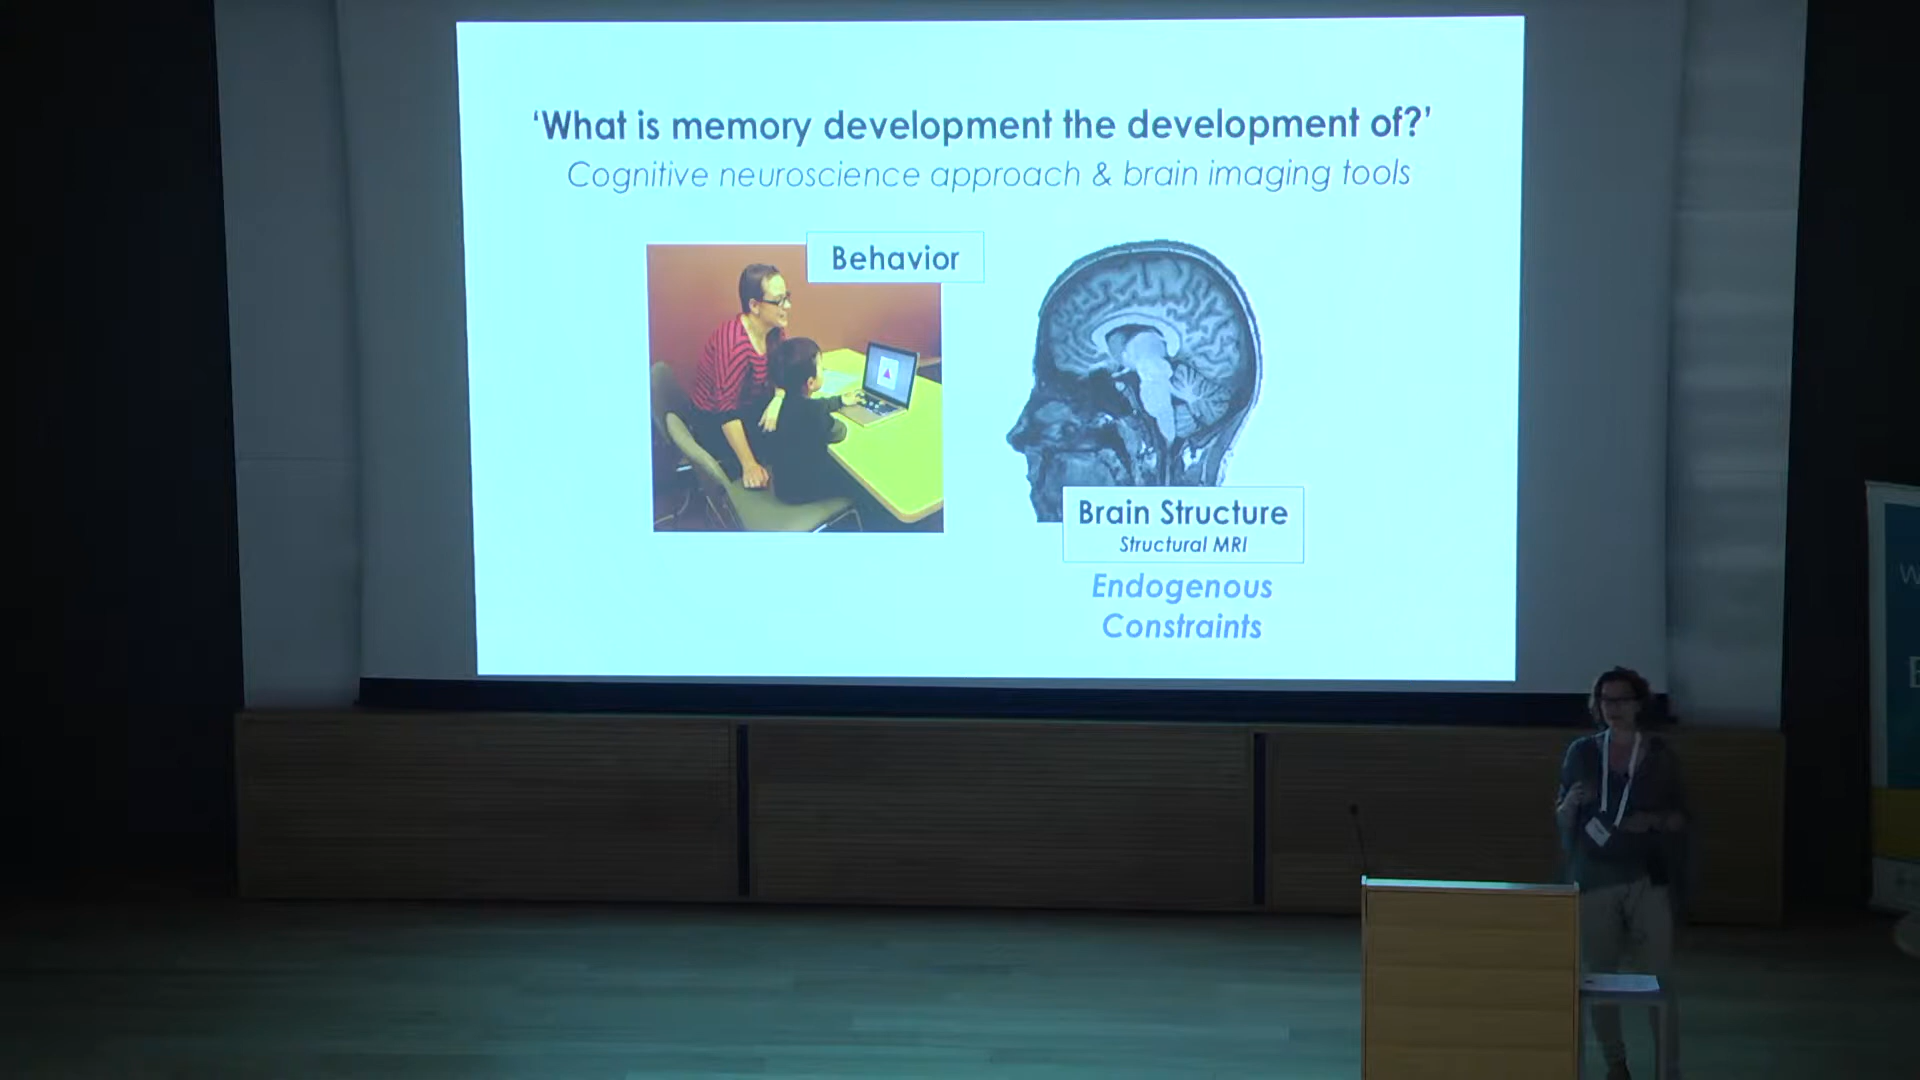 ‘What is memory development the development of?’
Cognitive neuroscience approach & brain imaging tools
Behavior
Brain Structure
Structural MRI
Endogenous
Constraints